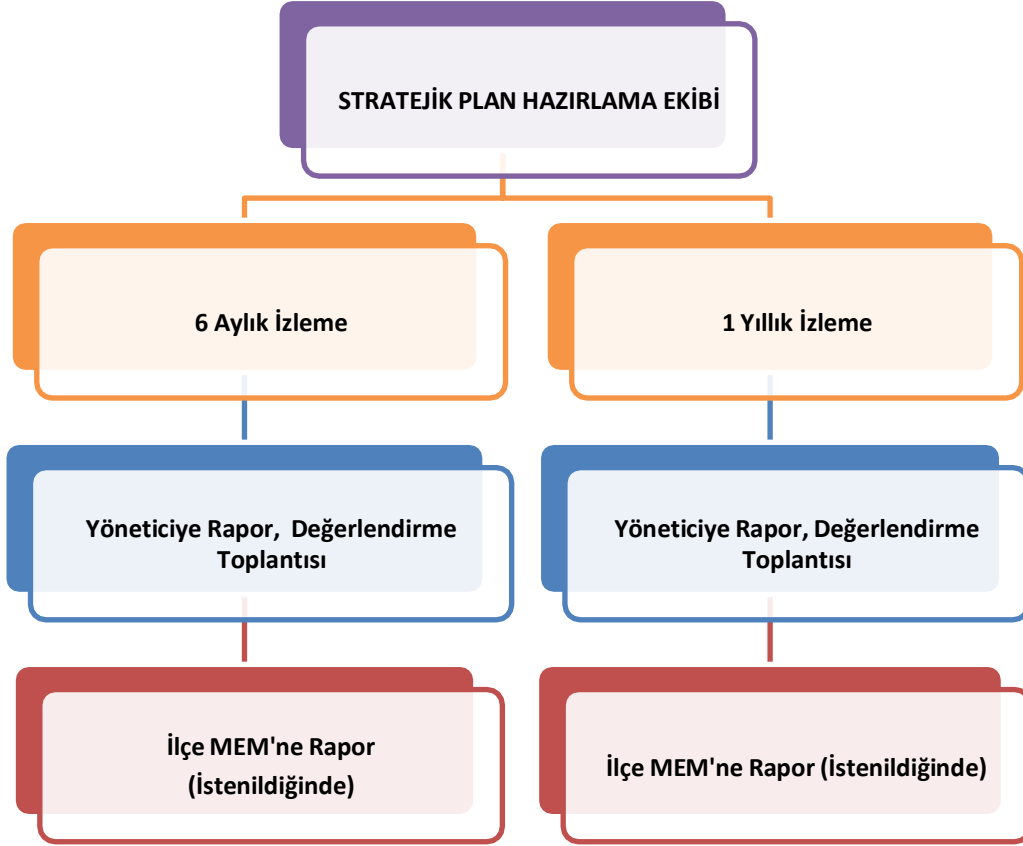 STRATEJİK PLAN HAZIRLAMA EKİBİ
6 Aylık İzleme
1 Yıllık İzleme
Yöneticiye Rapor, Değerlendirme
Toplantısı
Yöneticiye Rapor, Değerlendirme
Toplantısı
İlçe MEM'ne Rapor
(İstenildiğinde)
İlçe MEM'ne Rapor (İstenildiğinde)